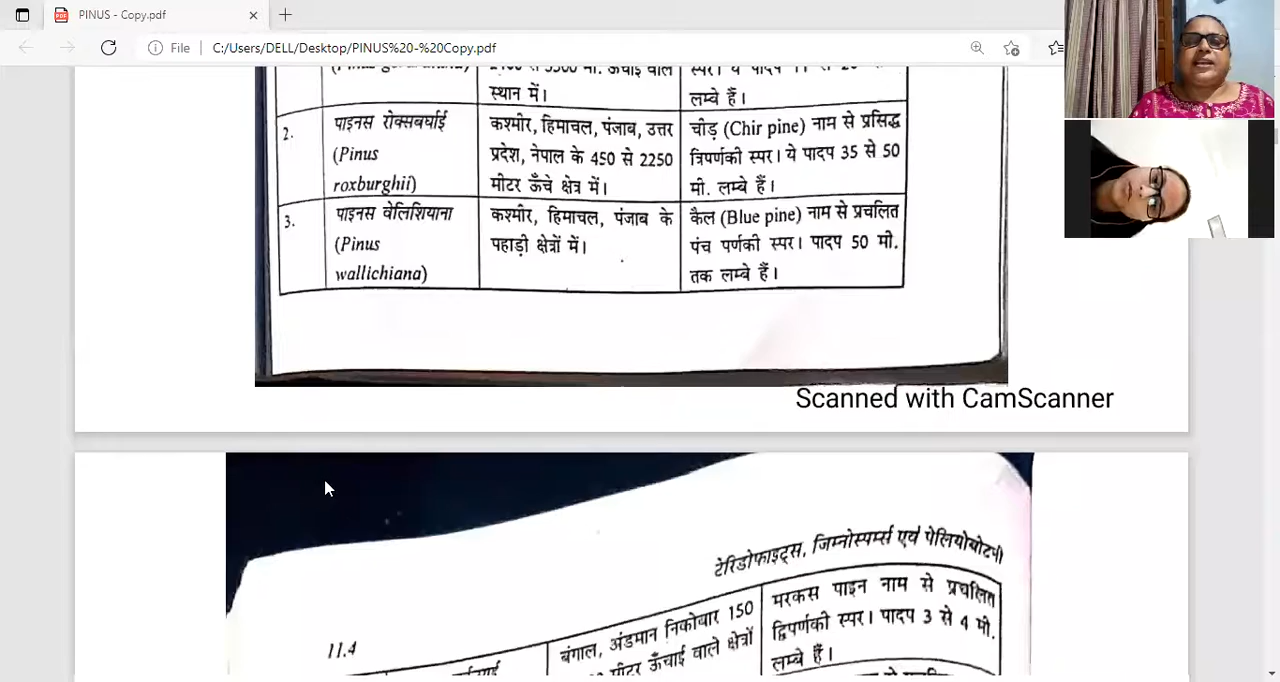 PINUS - Copy.pdf
File
C:/Users/DELL/Desktop/PINUS%20-%20Copy.pdf
स्थान में।
लम्बे हैं।
2.
पाइनस रोक्सबर्घाई
(Pinus
roxburghii)
कश्मीर, हिमाचल, पंजाब, उत्तर
प्रदेश, नेपाल के 450 से 2250
मीटर ऊँचे क्षेत्र में।
चीड़ (Chir pine) नाम से प्रसिद्ध
त्रिपर्णकी स्पर। ये पादप 35 से 50
मी. लम्बे हैं।
3.
पाइनस वेलिशियाना
(Pinus
wallichiana)
कश्मीर, हिमाचल, पंजाब के
पहाड़ी क्षेत्रों में।
कैल (Blue pine) नाम से प्रचलित
पंच पर्णकी स्पर। पादप 50 मी.
तक लम्बे हैं।
Scanned with CamScanner
टेरिडोफाइट्स, जिम्नोस्पर्म्स एवं पेलियोबोटनी
11.4
बंगाल, अंडमान निकोबार 150
मीटर ऊँचाई वाले क्षेत्रों
मरकस पाइन नाम से प्रचलित
द्विपर्णकी स्पर। पादप 3 से 4 मी.
लम्बे हैं।